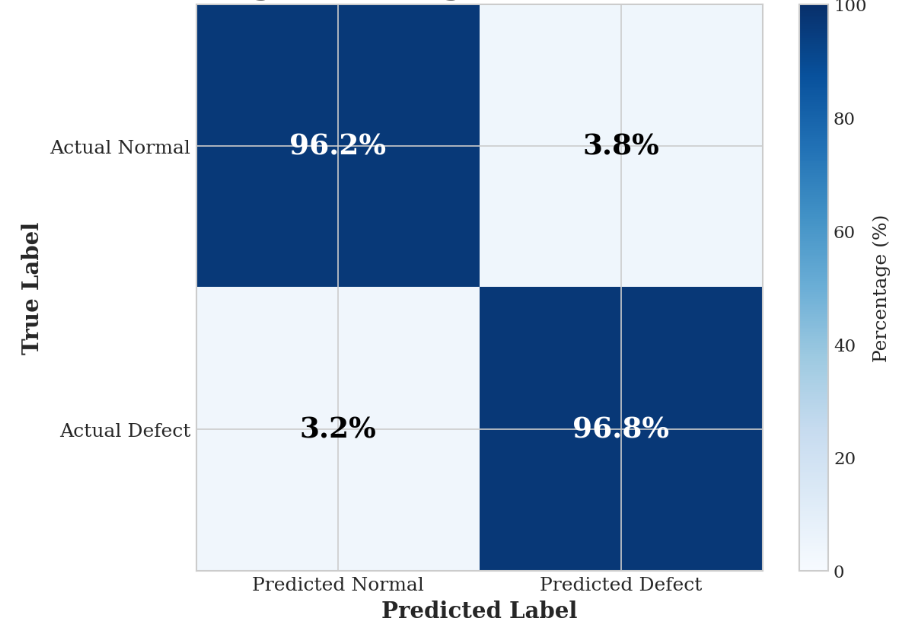 100
96.2%
3.8%
80
Actual Normal
60
Percentage (%)
True Label
40
3.2%
96.8%
Actual Defect
20
0
Predicted Normal
Predicted Defect
Predicted Label